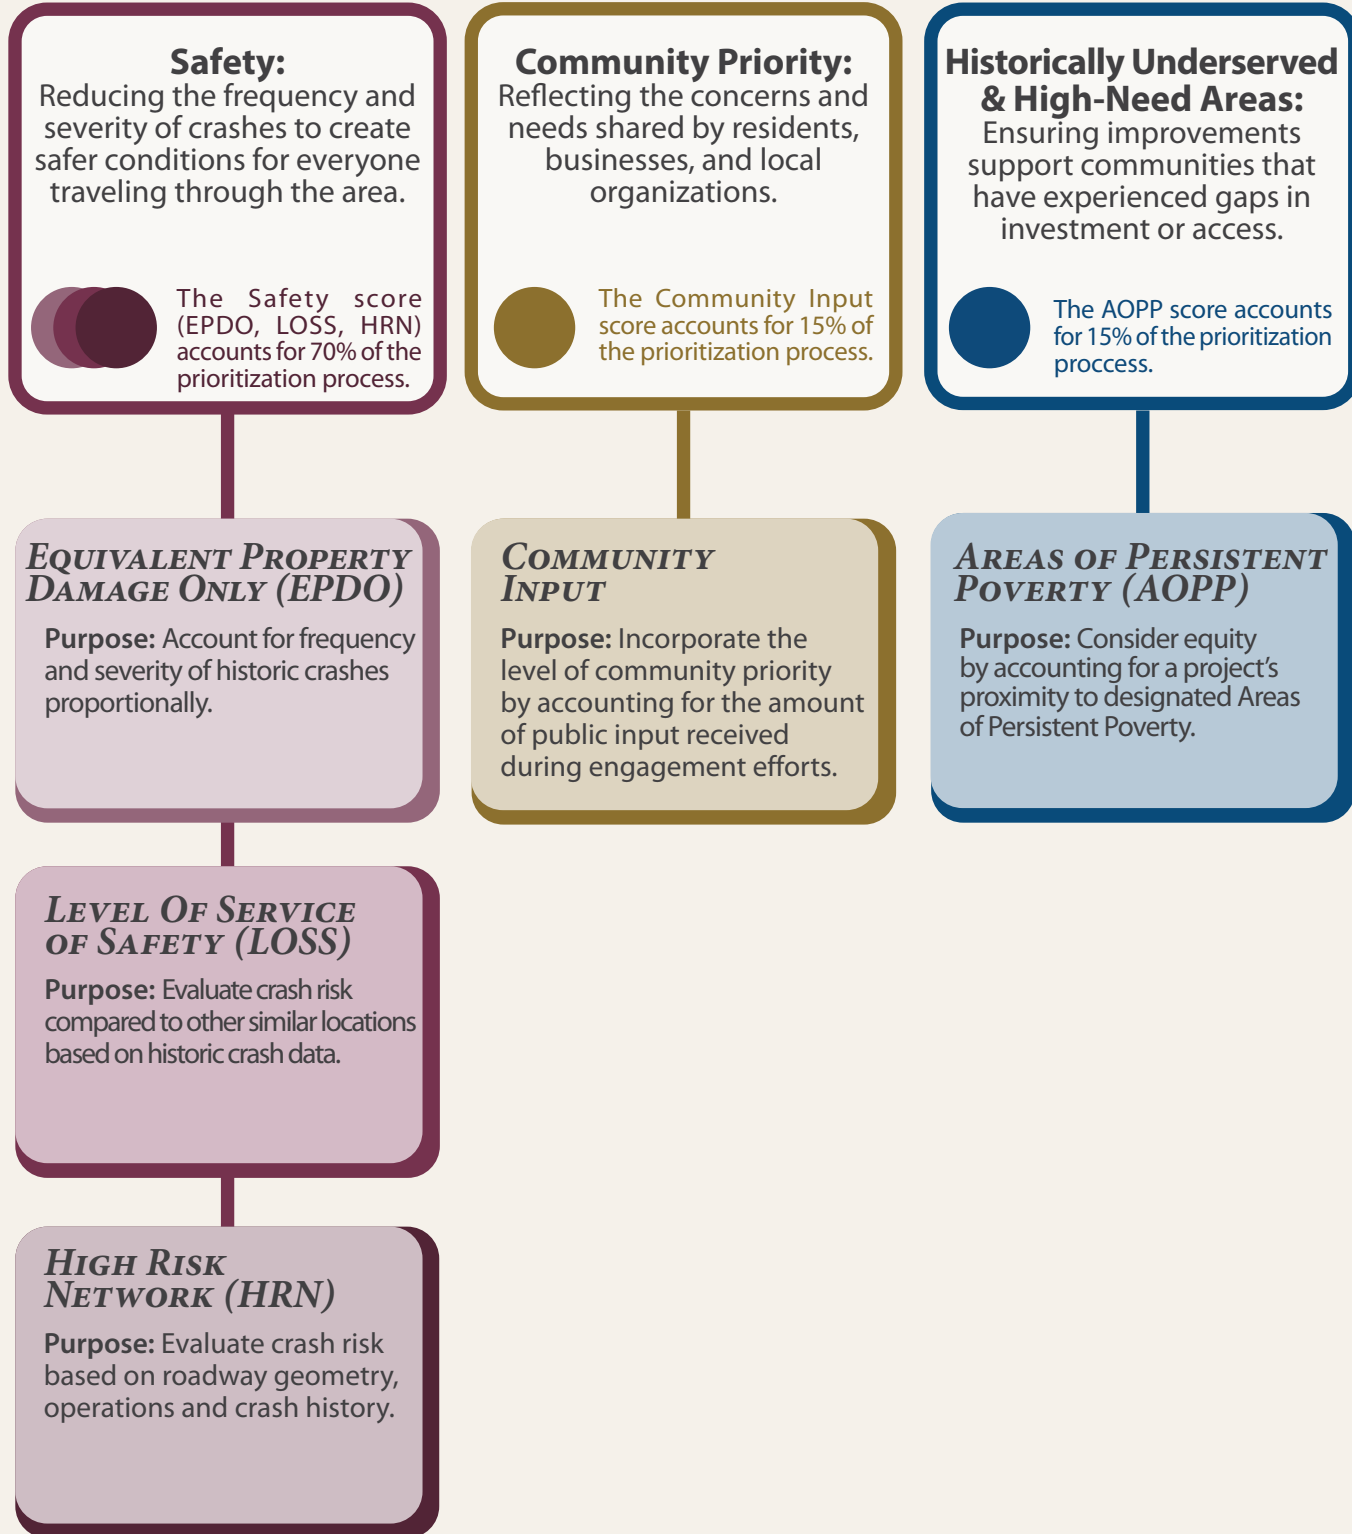 Safety:
Reducing the frequency and
severity of crashes to create
safer conditions for everyone
traveling through the area.
The Safety score
(EPDO, LOSS, HRN)
accounts for 70% of the
prioritization process.
Community Priority:
Reflecting the concerns and
needs shared by residents,
businesses, and local
organizations.
The Community Input
score accounts for 15% of
the prioritization process.
Historically Underserved
& High-Need Areas:
Ensuring improvements
support communities that
have experienced gaps in
investment or access.
The AOPP score accounts
for 15% of the prioritization
proccess.
Equivalent Property
Damage Only (EPDO)
Purpose: Account for frequency
and severity of historic crashes
proportionally.
Level Of Service
of Safety (LOSS)
Purpose: Evaluate crash risk
compared to other similar locations
based on historic crash data.
High Risk
Network (HRN)
Purpose: Evaluate crash risk
based on roadway geometry,
operations and crash history.
Community
Input
Purpose: Incorporate the
level of community priority
by accounting for the amount
of public input received
during engagement efforts.
Areas of Persistent
Poverty (AOPP)
Purpose: Consider equity
by accounting for a project's
proximity to designated Areas
of Persistent Poverty.